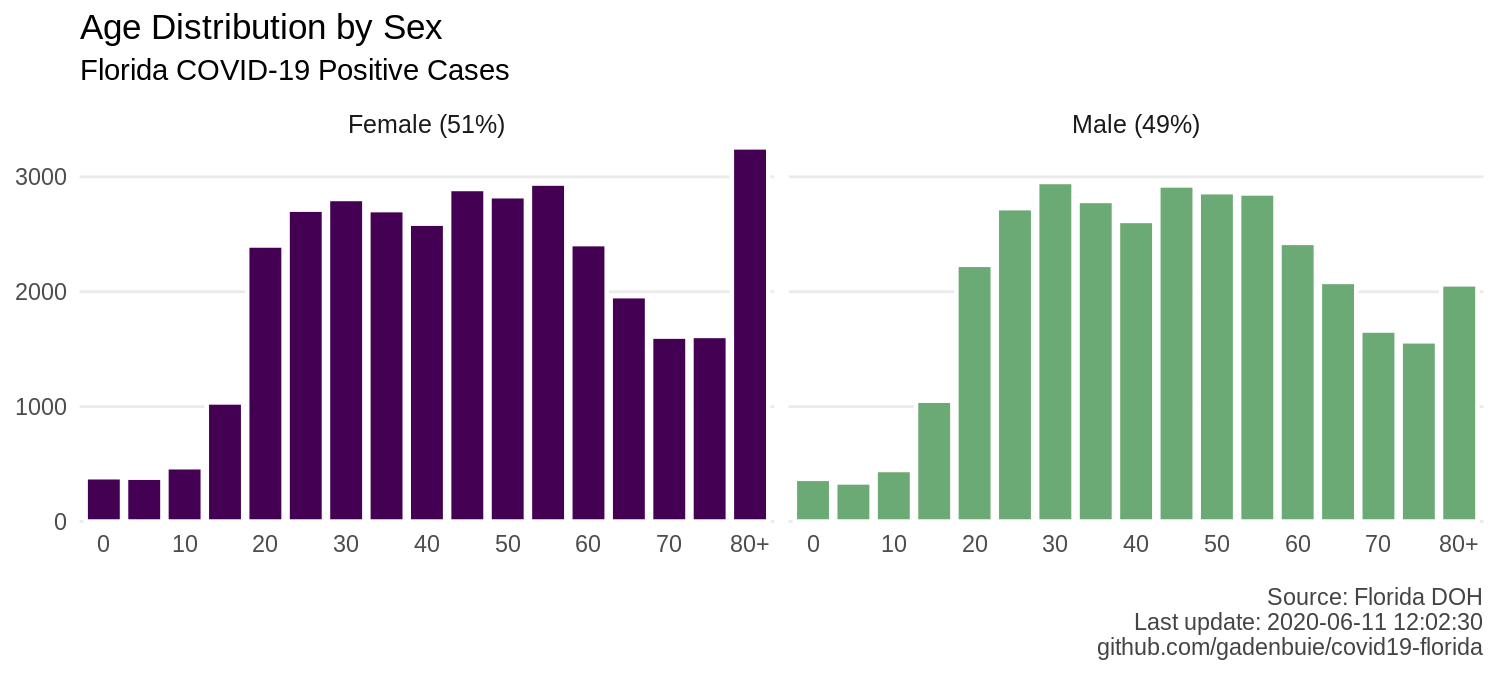 Age Distribution by Sex
Florida COVID-19 Positive Cases
Female (51%)
Male (49%)
3000
2000
1000
0
0 10 20 30 40 50 60 70 80+
0 10 20 30 40 50 60 70 80+
Source: Florida DOH
Last update: 2020-06-11 12:02:30
github.com/gadenbuie/covid19-florida